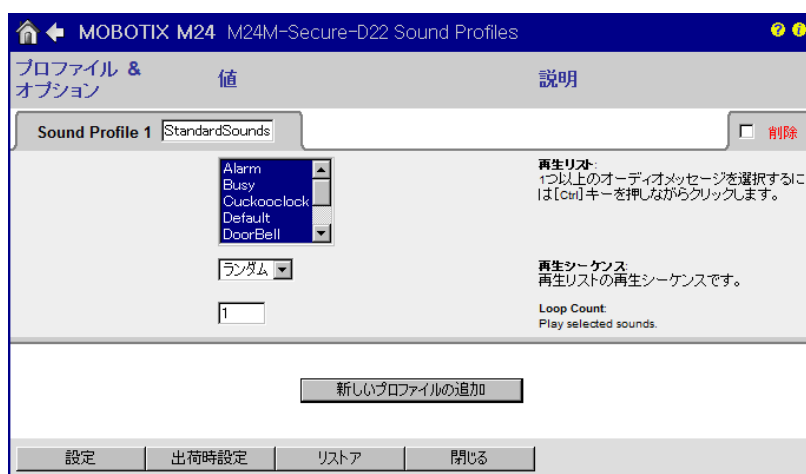 MOBOTIX M24 M24M-Secure-D22 Sound Profiles
プロファイル &
オプション
値
説明
Sound Profile 1 StandardSounds
削除
Alarm
Busy
Cuckooclock
Default
DoorBell
再生リスト:
1つ以上のオーディオメッセージを選択するに
は[Ctrl]キーを押しながらクリックします。
ランダム
再生シーケンス:
再生リストの再生シーケンスです。
1
Loop Count:
Play selected sounds.
新しいプロファイルの追加
設定
出荷時設定
リストア
閉じる